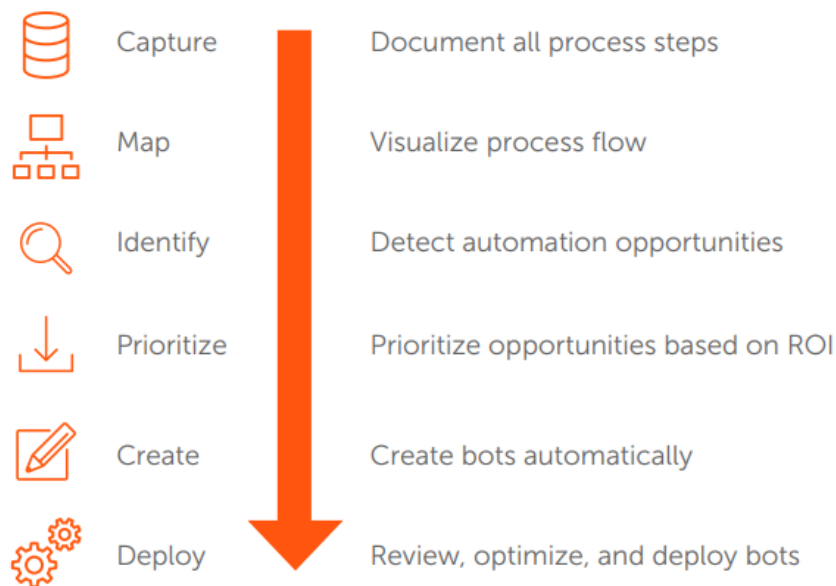 Capture Document all process steps
Map Visualize process flow
Identify Detect automation opportunities
Prioritize Prioritize opportunities based on ROI
Create Create bots automatically
Deploy Review, optimize, and deploy bots